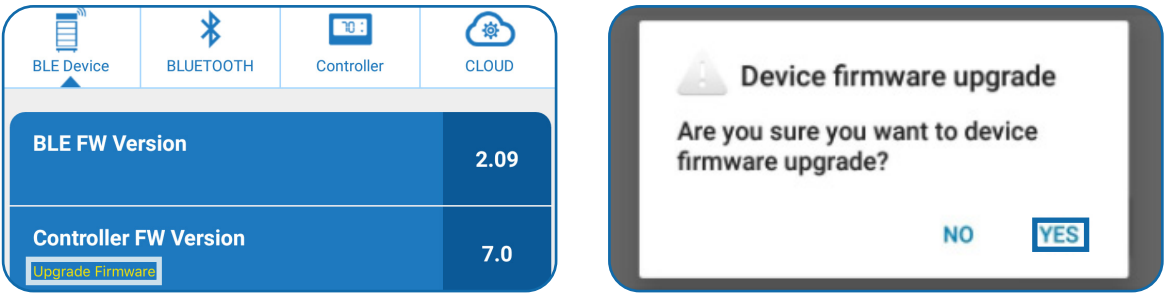 BLE Device
BLUETOOTH
Controller
CLOUD
BLE FW Version
2.09
Controller FW Version
Upgrade Firmware
7.0
Device firmware upgrade
Are you sure you want to device
firmware upgrade?
NO
YES